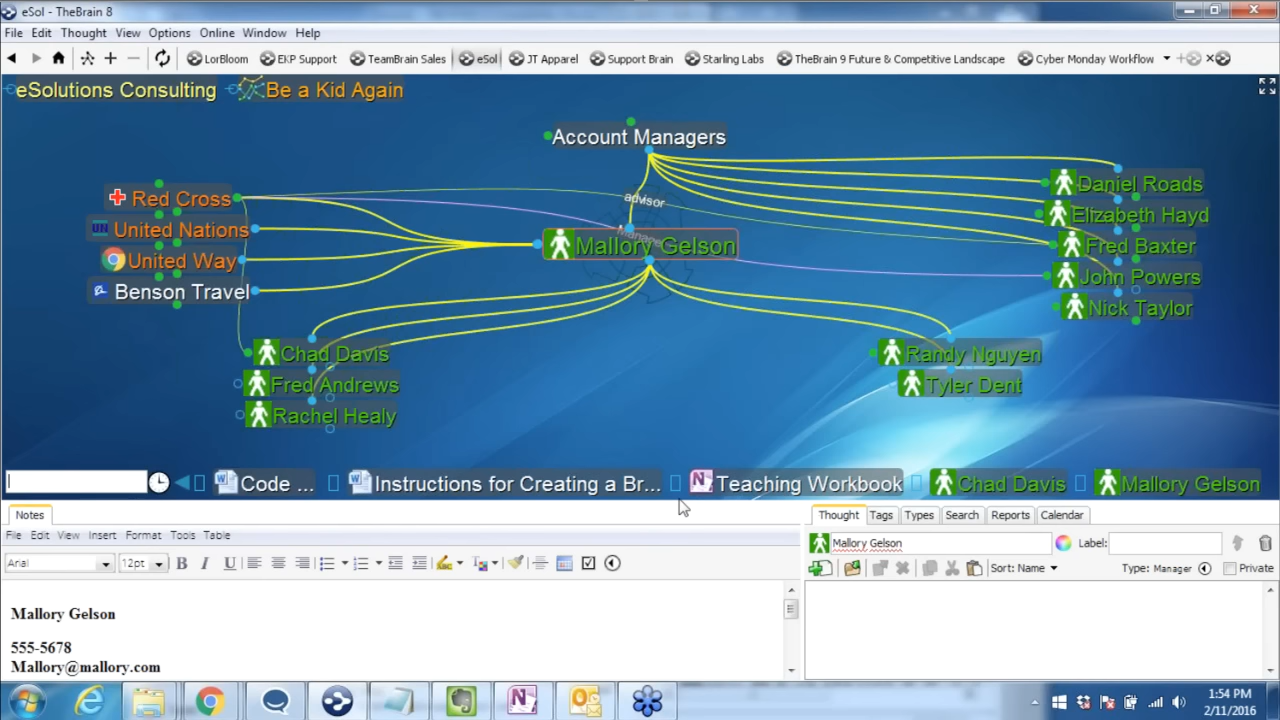 eSol - TheBrain 8
File Edit Thought View Options Online Window Help
LorBloom EKP Support TeamBrain Sales eSol JT Apparel Support Brain Starling Labs TheBrain 9 Future & Competitive Landscape Cyber Monday Workflow
eSolutions Consulting Be a Kid Again
Account Managers
Red Cross
United Nations
United Way
Benson Travel
advisor
Mallory Gelson
Daniel Roads
Elizabeth Hayd
Fred Baxter
John Powers
Nick Taylor
Chad Davis
Fred Andrews
Rachel Healy
Randy Nguyen
Tyler Dent
Code ... Instructions for Creating a Br... Teaching Workbook Chad Davis Mallory Gelson
Notes
File Edit View Insert Format Tools Table
Arial 12pt B I U
Mallory Gelson
555-5678
Mallory@mallory.com
Thought Tags Types Search Reports Calendar
Mallory Gelson Label:
Sort: Name Type: Manager Private
1:54 PM
2/11/2016